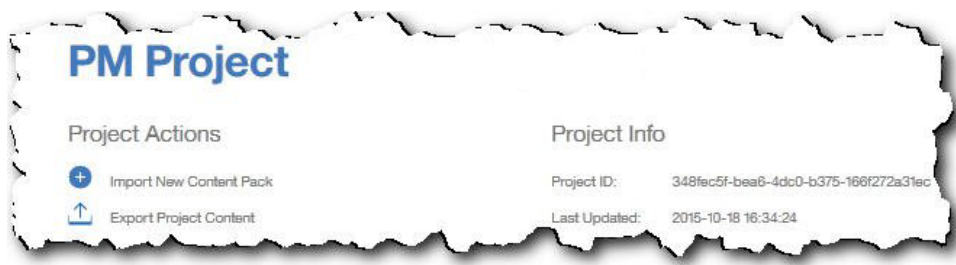 PM Project
Project Actions
Import New Content Pack
Export Project Content
Project Info
Project ID: 348fec5f-bea6-4dc0-b375-166f272a31ec
Last Updated: 2015-10-18 16:34:24